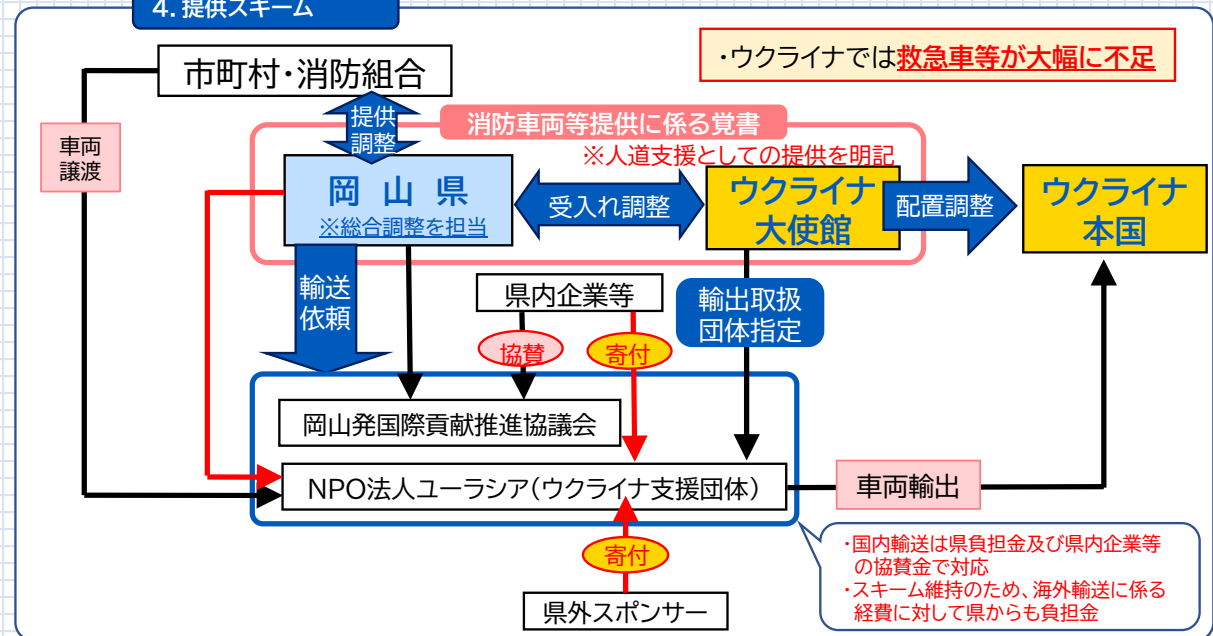 4. 提供スキーム
市町村・消防組合
・ウクライナでは救急車等が大幅に不足
車両
譲渡
提供
調整
消防車両等提供に係る覚書
※人道支援としての提供を明記
岡 山 県
※総合調整を担当
受入れ調整
ウクライナ
大使館
配置調整
ウクライナ
本国
輸送
依頼
県内企業等
輸出取扱
団体指定
協賛
寄付
岡山発国際貢献推進協議会
NPO法人ユーラシア(ウクライナ支援団体)
車両輸出
寄付
県外スポンサー
・国内輸送は県負担金及び県内企業等
の協賛金で対応
・スキーム維持のため、海外輸送に係る
経費に対して県からも負担金